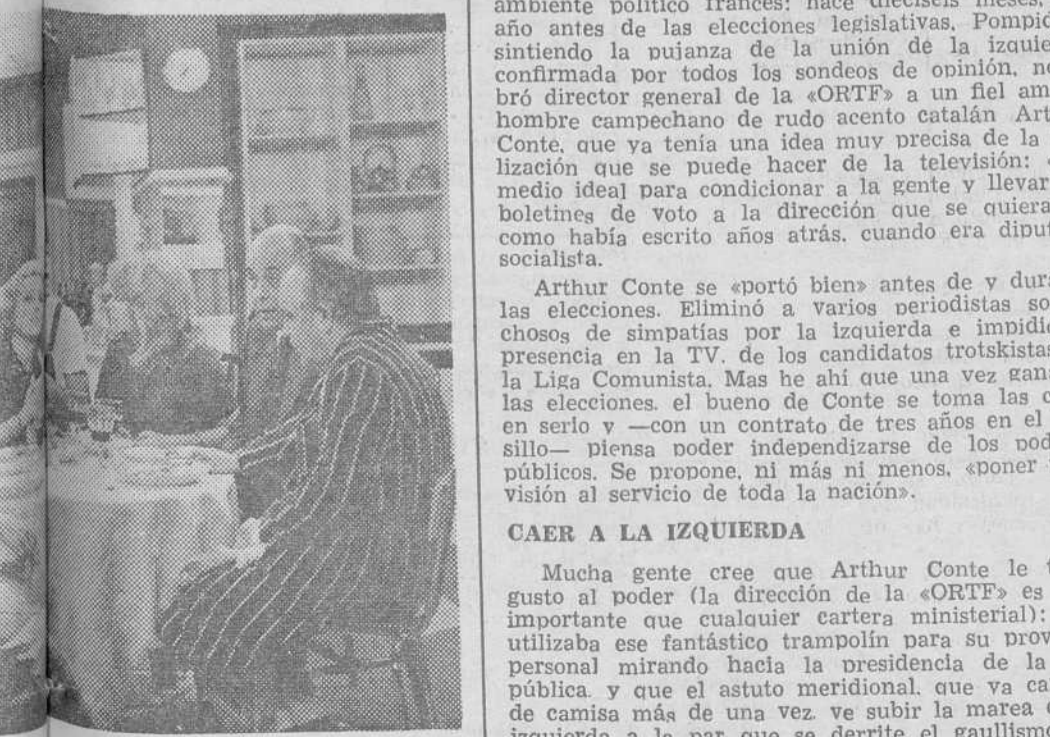 ambiente político francés: hace dieciséis meses,
año antes de las elecciones legislativas, Pompid
sintiendo la pujanza de la unión de la izquie
confirmada por todos los sondeos de opinión, no
bró director general de la «ORTF» a un fiel am
hombre campechano de rudo acento catalán Art
Conte, que ya tenía una idea muy precisa de la
lización que se puede hacer de la televisión:
medio ideal para condicionar a la gente y llevar
boletines de voto a la dirección que se quiera
como había escrito años atrás, cuando era diput
socialista.
Arthur Conte se «portó bien» antes de y dur
las elecciones. Eliminó a varios periodistas so
chosos de simpatías por la izquierda e impidi
presencia en la TV. de los candidatos trotskistas
la Liga Comunista. Mas he ahí que una vez gan
las elecciones. el bueno de Conte se toma las c
en serio y —con un contrato de tres años en el
sillo— piensa poder independizarse de los pod
públicos. Se propone, ni más ni menos, «poner
visión al servicio de toda la nación».
CAER A LA IZQUIERDA
Mucha gente cree que Arthur Conte le
gusto al poder (la dirección de la «ORTF» es
importante que cualquier cartera ministerial):
utilizaba ese fantástico trampolín para su prov
personal mirando hacia la presidencia de la
pública. y que el astuto meridional. que ya ca
de camisa más de una vez. ve subir la marea
izquierda a la par que se derrite el gaullismo